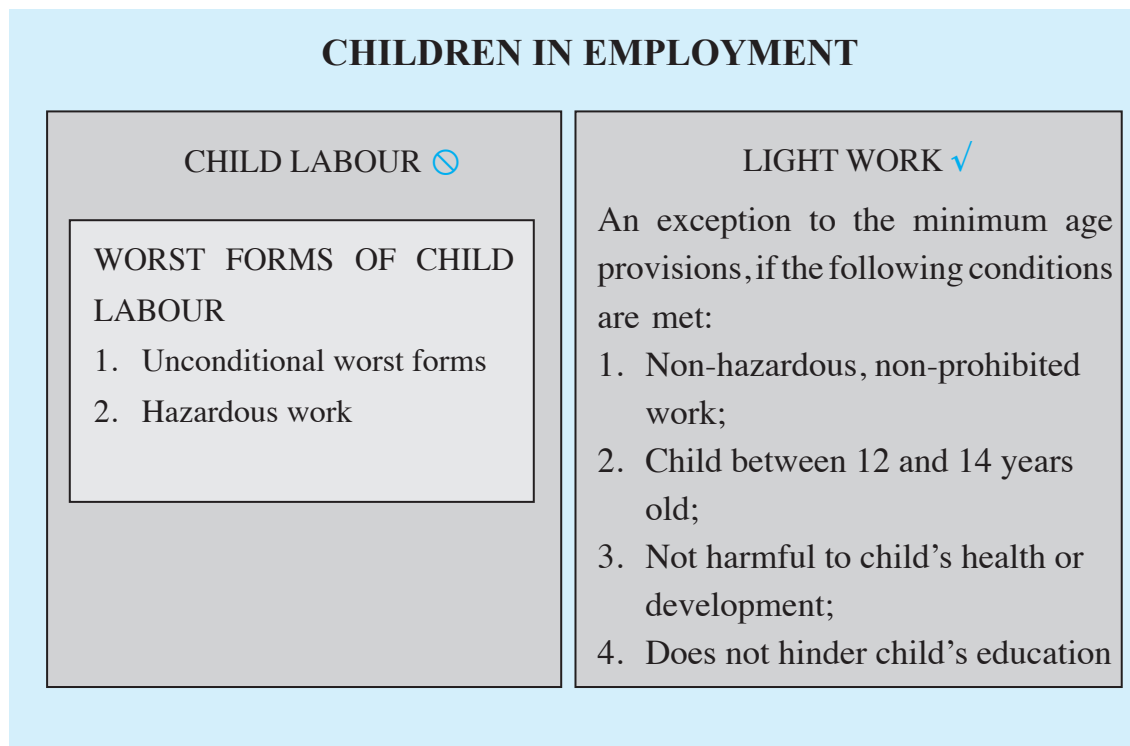 CHILDREN IN EMPLOYMENT
CHILD LABOUR
WORST FORMS OF CHILD
LABOUR
1. Unconditional worst forms
2. Hazardous work
LIGHT WORK √
An exception to the minimum age
provisions, if the following conditions
are met:
1. Non-hazardous, non-prohibited
work;
2. Child between 12 and 14 years
old;
3. Not harmful to child’s health or
development;
4. Does not hinder child’s education